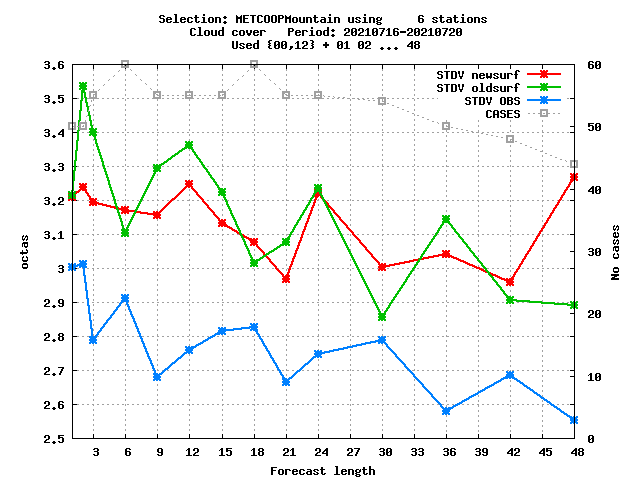 Selection: METCOOPMountain using     6 stations
Cloud cover   Period: 20210716-20210720
Used {00,12} + 01 02 ... 48
STDV newsurf
STDV oldsurf
STDV OBS
CASES
3.6
3.5
3.4
3.3
3.2
3.1
3
2.9
2.8
2.7
2.6
2.5
octas
60
50
40
30
20
10
0
No cases
3 6 9 12 15 18 21 24 27 30 33 36 39 42 45 48
Forecast length